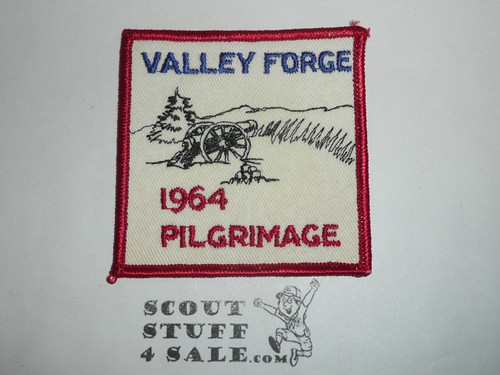 VALLEY FORGE
1964
PILGRIMAGE
SCOUT
STUFF
4 SALE.com